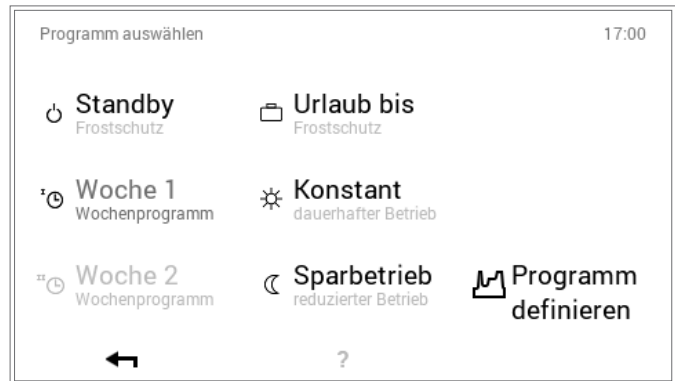 Programm auswählen 17:00
Standby
Frostschutz
Urlaub bis
Frostschutz
Woche 1
Wochenprogramm
Konstant
dauerhafter Betrieb
Woche 2
Wochenprogramm
Sparbetrieb
reduzierter Betrieb
Programm
definieren
?